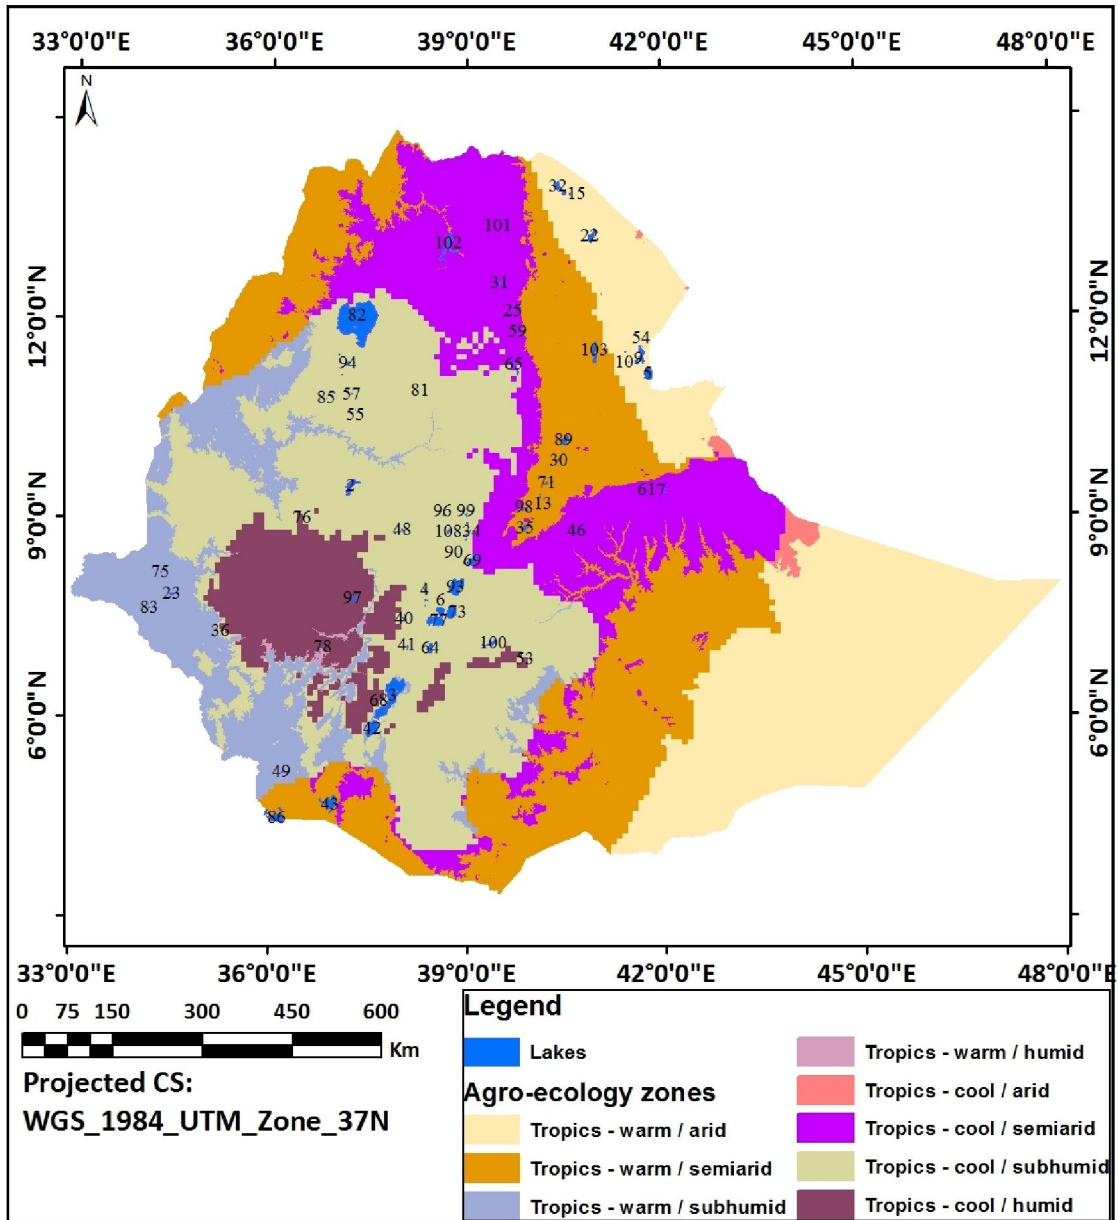 33°0'0"E 36°0'0"E 39°0'0"E 42°0'0"E 45°0'0"E 48°0'0"E
N
32
15
101
22
102
31
12°0'0"N
12°0'0"N
25
82
59
54
103
9
10
94
65
5
81
57
85
55
89
30
2
71
617
9°0'0"N
9°0'0"N
13
98
96 99
76
35
46
48
90
69
75
4
93
23
97
6
83
73
40
77
36
78
41 64
100
53
6°0'0"N
6°0'0"N
42
49
43
86
33°0'0"E 36°0'0"E 39°0'0"E 42°0'0"E 45°0'0"E 48°0'0"E
0 75 150 300 450 600
Km
Projected CS:
WGS_1984_UTM_Zone_37N
Legend
Lakes
Agro-ecology zones
Tropics - warm / arid
Tropics - warm / semiarid
Tropics - warm / subhumid
Tropics - warm / humid
Tropics - cool / arid
Tropics - cool / semiarid
Tropics - cool / subhumid
Tropics - cool / humid